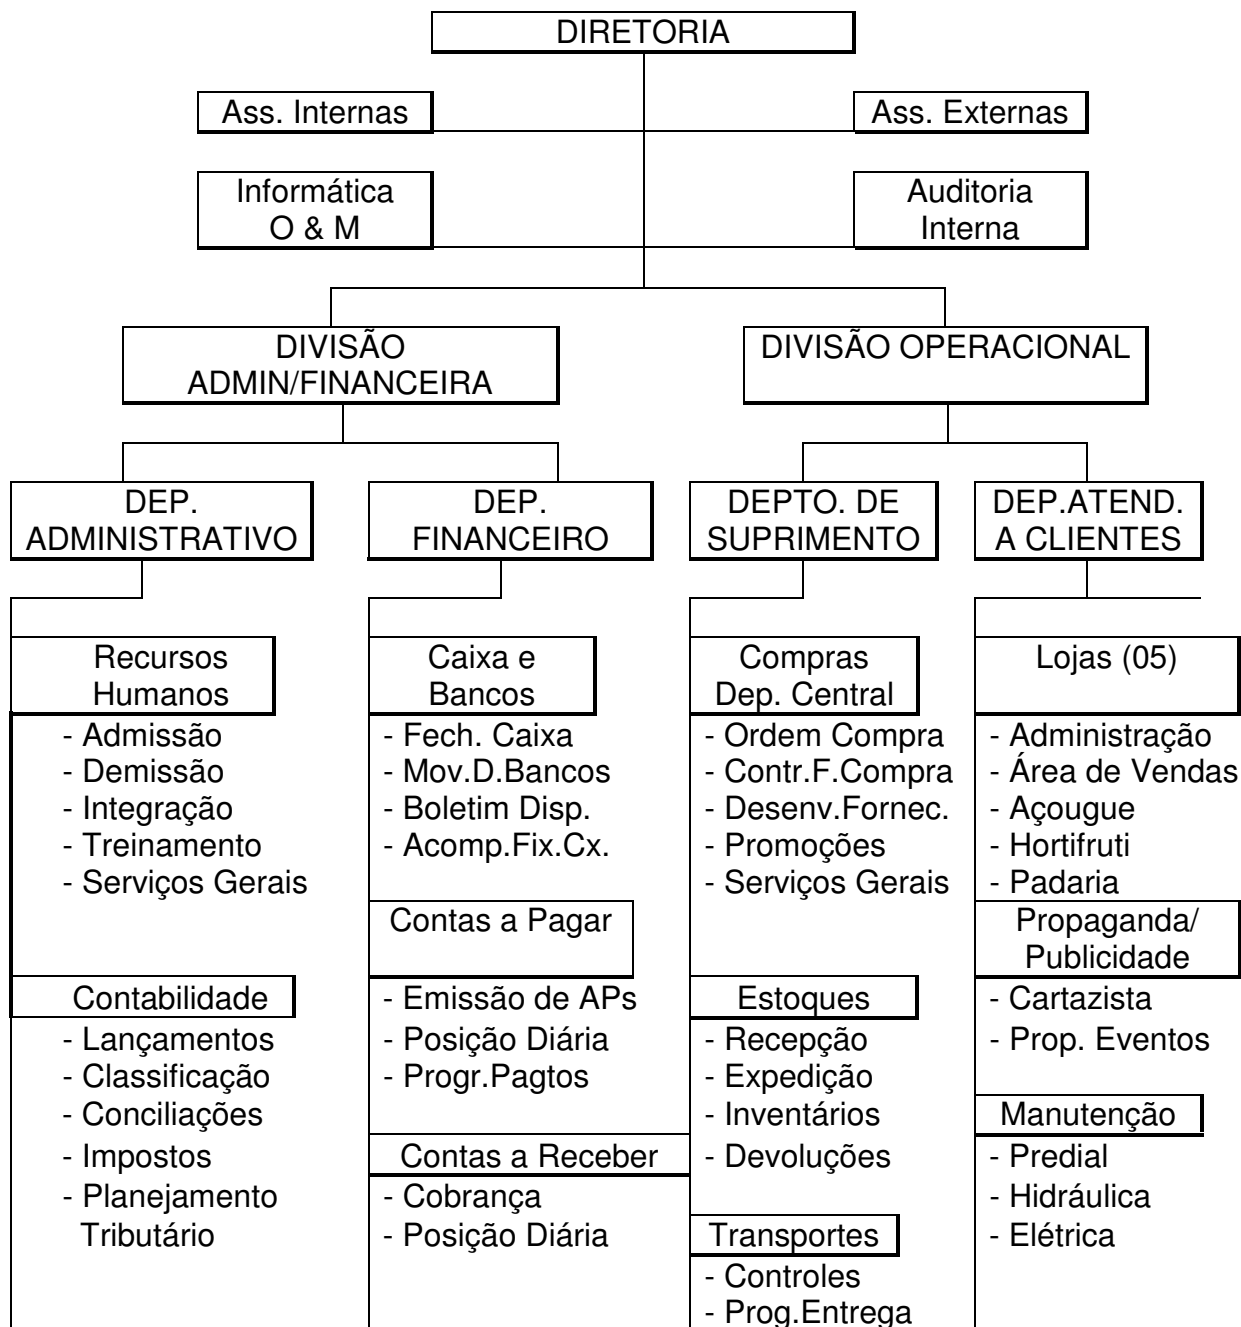 DIRETORIA
Ass. Internas
Ass. Externas
Informática
O & M
Auditoria
Interna
DIVISÃO
ADMIN/FINANCEIRA
DIVISÃO OPERACIONAL
DEP.
ADMINISTRATIVO
DEP.
FINANCEIRO
DEPTO. DE
SUPRIMENTO
DEP.ATEND.
A CLIENTES
Recursos
Humanos
- Admissão
- Demissão
- Integração
- Treinamento
- Serviços Gerais
Contabilidade
- Lançamentos
- Classificação
- Conciliações
- Impostos
- Planejamento
Tributário
Caixa e
Bancos
- Fech. Caixa
- Mov.D.Bancos
- Boletim Disp.
- Acomp.Fix.Cx.
Contas a Pagar
- Emissão de APs
- Posição Diária
- Progr.Pagtos
Contas a Receber
- Cobrança
- Posição Diária
Compras
Dep. Central
- Ordem Compra
- Contr.F.Compra
- Desenv.Fornec.
- Promoções
- Serviços Gerais
Estoques
- Recepção
- Expedição
- Inventários
- Devoluções
Transportes
- Controles
- Prog.Entrega
Lojas (05)
- Administração
- Área de Vendas
- Açougue
- Hortifruti
- Padaria
Propaganda/
Publicidade
- Cartazista
- Prop. Eventos
Manutenção
- Predial
- Hidráulica
- Elétrica